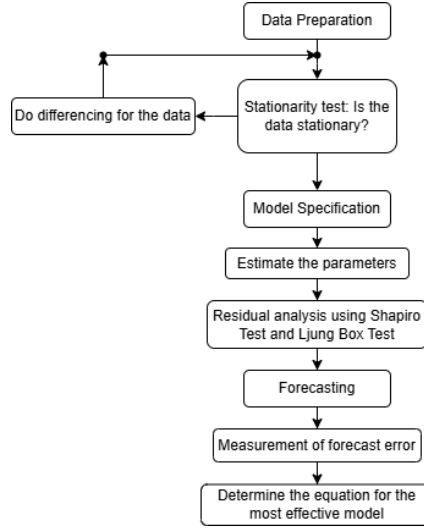 Data Preparation
Do differencing for the data
Stationarity test: Is the
data stationary?
Model Specification
Estimate the parameters
Residual analysis using Shapiro
Test and Ljung Box Test
Forecasting
Measurement of forecast error
Determine the equation for the
most effective model